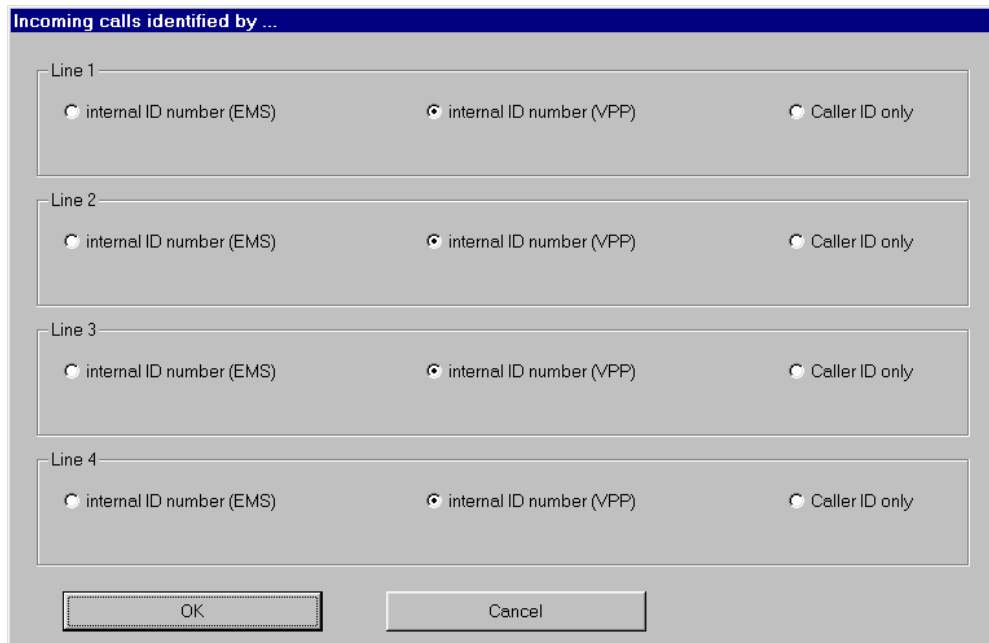 Incoming calls identified by ...
Line 1
internal ID number (EMS) internal ID number (VPP) Caller ID only
Line 2
internal ID number (EMS) internal ID number (VPP) Caller ID only
Line 3
internal ID number (EMS) internal ID number (VPP) Caller ID only
Line 4
internal ID number (EMS) internal ID number (VPP) Caller ID only
OK Cancel